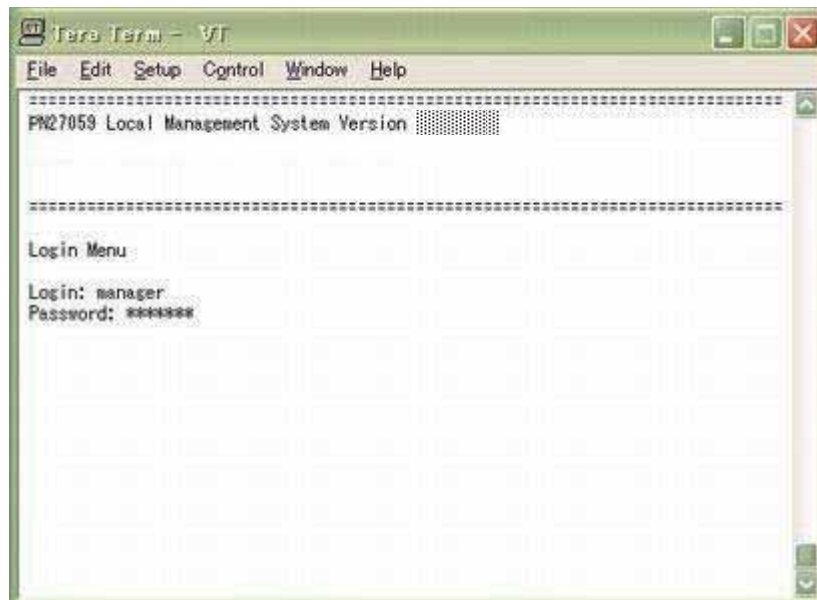 Tera Term - VT
File Edit Setup Control Window Help
================================================================================
PN27059 Local Management System Version
================================================================================
Login Menu
Login: manager
Password: *******